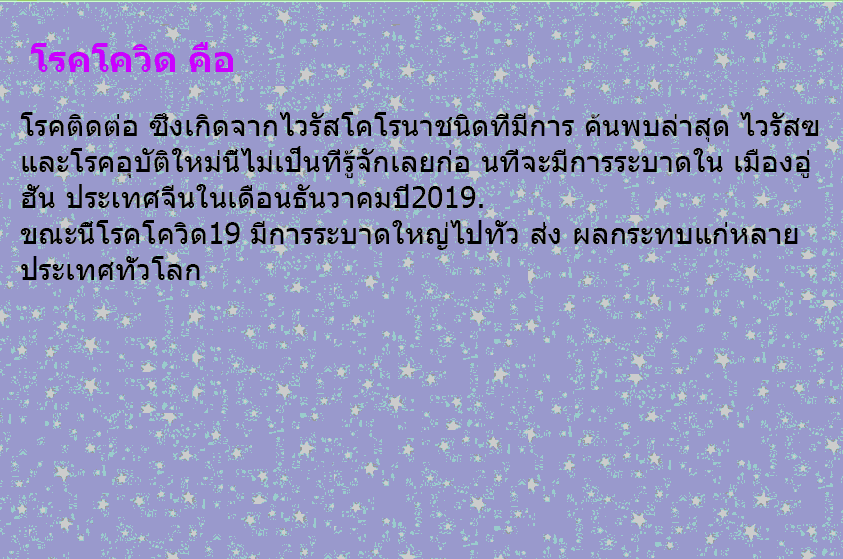 โรคโควิด คือ
โรคติดต่อ ซึ่งเกิดจากไวรัสโคโรนาชนิดที่มีการ ค้นพบล่าสุด ไวรัสฃ
และโรคอุบัติใหม่นี้ไม่เป็นที่รู้จักเลยก่อ นที่จะมีการระบาดใน เมืองอู่
ฮั่น ประเทศจีนในเดือนธันวาคมปี2019.
ขณะนี้โรคโควิด19 มีการระบาดใหญ่ไปทั่ว ส่ง ผลกระทบแก่หลาย
ประเทศทั่วโลก